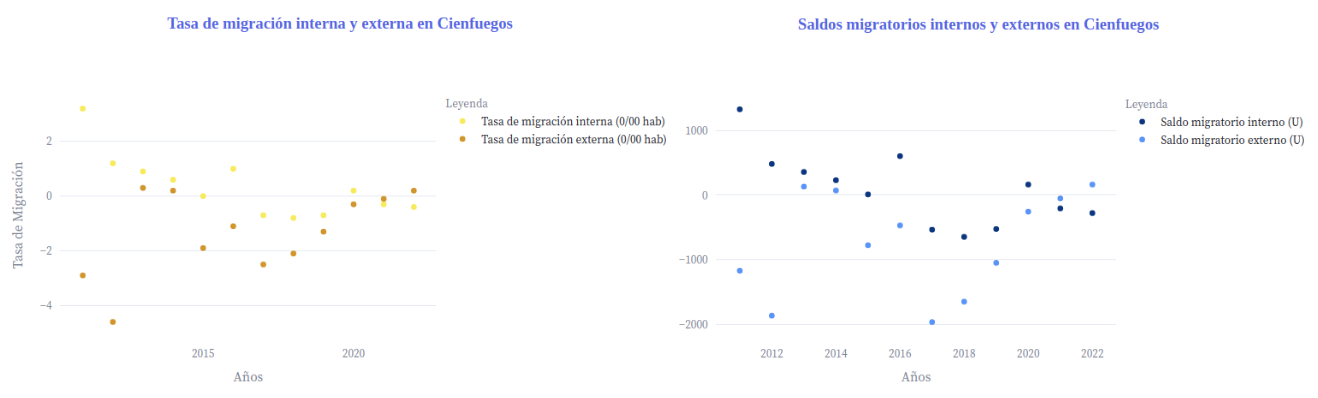 Tasa de migración interna y externa en Cienfuegos
Leyenda
Tasa de migración interna (0/00 hab)
Tasa de migración externa (0/00 hab)
Tasa de Migración
2
0
−2
−4
2015
2020
Años
Saldos migratorios internos y externos en Cienfuegos
Leyenda
Saldo migratorio interno (U)
Saldo migratorio externo (U)
1000
0
−1000
−2000
2012
2014
2016
2018
2020
2022
Años